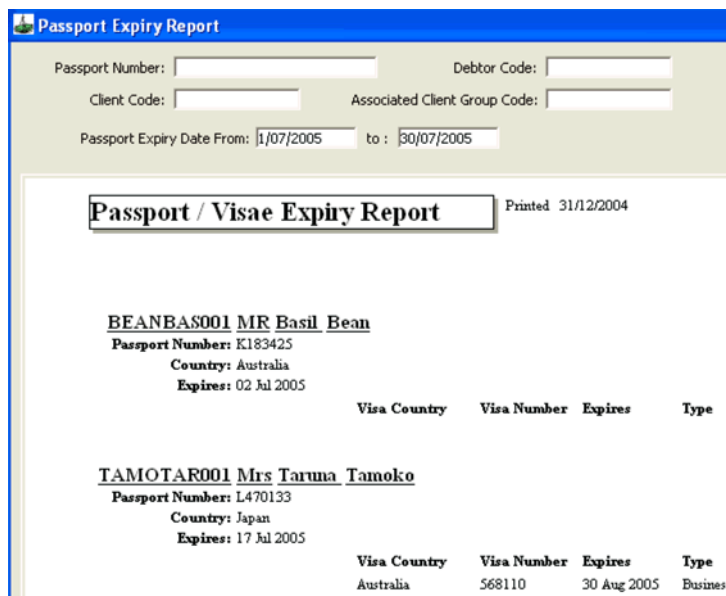 Passport Expiry Report
Passport Number: Debtor Code:
Client Code: Associated Client Group Code:
Passport Expiry Date From: 1/07/2005 to : 30/07/2005
Passport / Visae Expiry Report Printed 31/12/2004
BEANBAS001 MR Basil Bean
Passport Number: K183425
Country: Australia
Expires: 02 Jul 2005
Visa Country Visa Number Expires Type
TAMOTAR001 Mrs Taruna Tamoko
Passport Number: L470133
Country: Japan
Expires: 17 Jul 2005
Visa Country Visa Number Expires Type
Australia 568110 30 Aug 2005 Busines